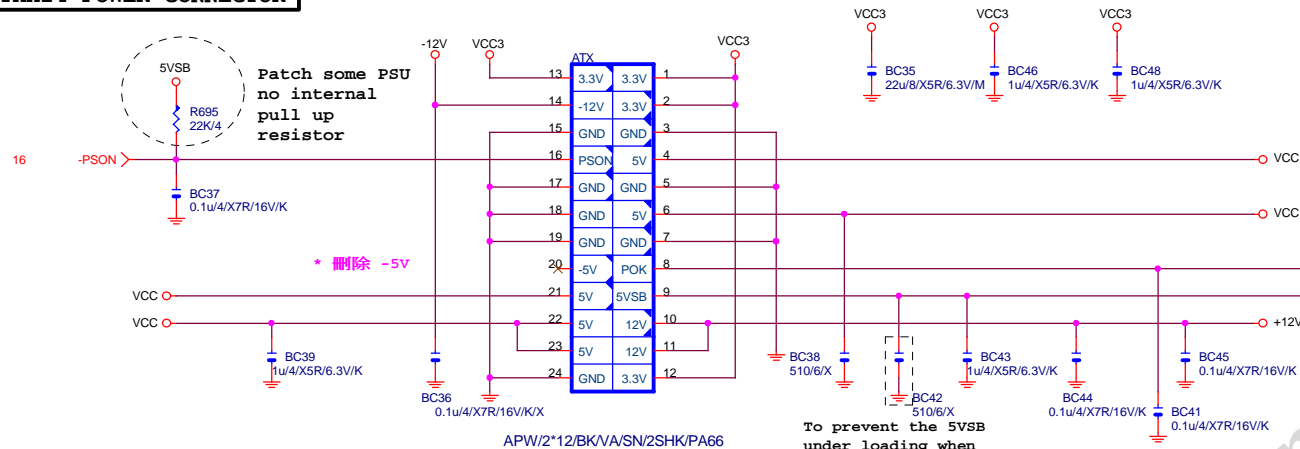 VCC3
VCC3
VCC3
5VSB
R695
22K/4
Patch some PSU
no internal
pull up
resistor
-12V
VCC3
VCC3
BC35
22u/8/X5R/6.3V/M
BC46
1u/4/X5R/6.3V/K
BC48
1u/4/X5R/6.3V/K
ATX
13 3.3V 3.3V 1
14 -12V 3.3V 2
15 GND GND 3
16 -PSON 16 PSON 5V 4 VCC
17 GND GND 5
18 GND 5V 6 VCC
19 GND GND 7
20 -5V POK 8
VCC 21 5V 5VSB 9
VCC 22 5V 12V 10 +12V
23 5V 12V 11
24 GND 3.3V 12
BC37
0.1u/4/X7R/16V/K
* 刪除 -5V
BC39
1u/4/X5R/6.3V/K
BC36
0.1u/4/X7R/16V/K/X
BC38
510/6/X
BC42
510/6/X
BC43
1u/4/X5R/6.3V/K
BC44
0.1u/4/X7R/16V/K
BC45
0.1u/4/X7R/16V/K
BC41
0.1u/4/X7R/16V/K
APW/2*12/BK/VA/SN/2SHK/PA66
To prevent the 5VSB
under loading when